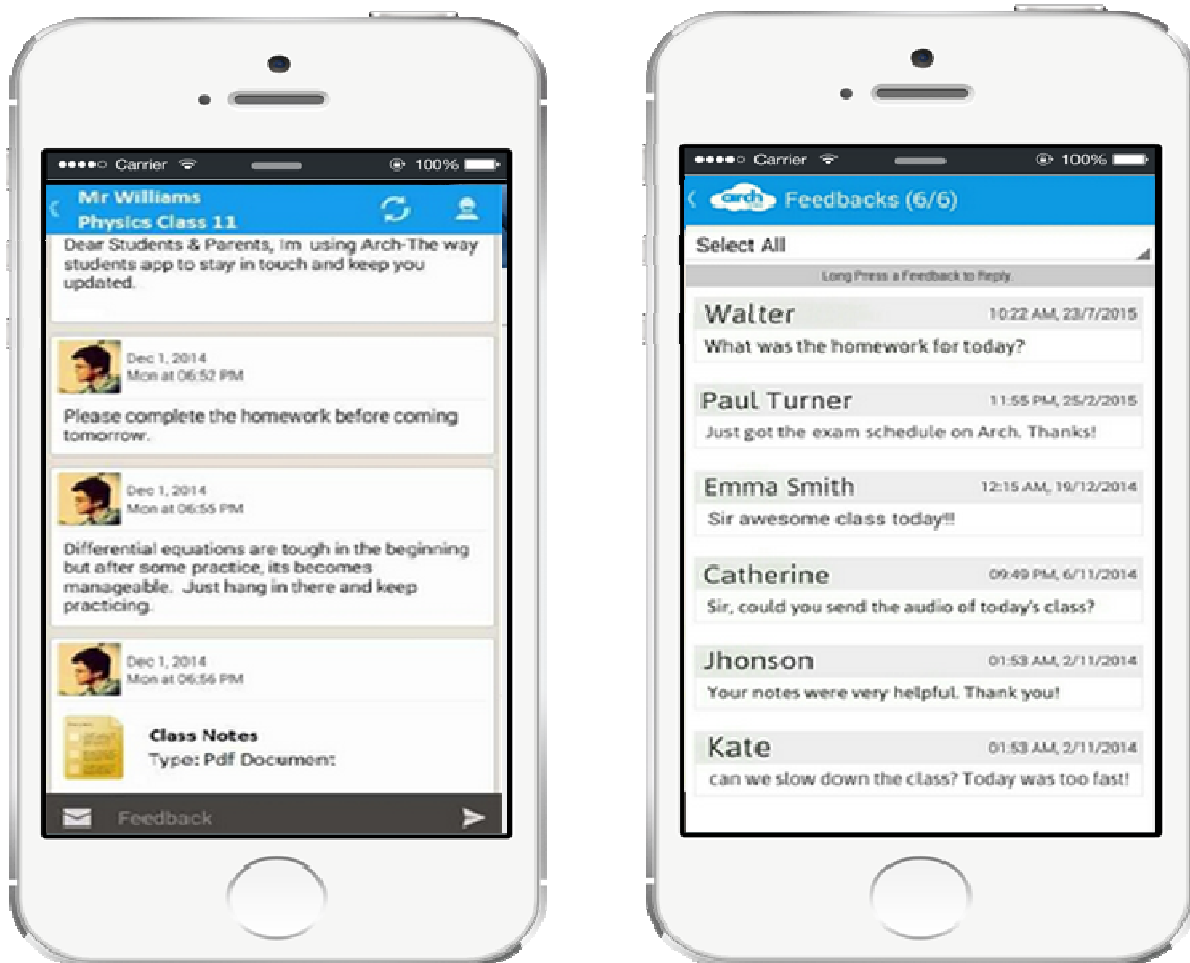 Carrier
100%
Mr Williams
Physics Class 11
Dear Students & Parents, Im using Arch-The way
students app to stay in touch and keep you
updated.
Dec 1, 2014
Mon at 06:52 PM
Please complete the homework before coming
tomorrow.
Dec 1, 2014
Mon at 06:55 PM
Differential equations are tough in the beginning
but after some practice, its becomes
manageable. Just hang in there and keep
practicing.
Dec 1, 2014
Mon at 06:56 PM
Class Notes
Type: Pdf Document
Feedback
Carrier
100%
arch
Feedbacks (6/6)
Select All
Long Press a Feedback to Reply.
Walter
10:22 AM, 23/7/2015
What was the homework for today?
Paul Turner
11:55 PM, 25/2/2015
Just got the exam schedule on Arch. Thanks!
Emma Smith
12:15 AM, 19/12/2014
Sir awesome class today!!!
Catherine
09:49 PM, 6/11/2014
Sir, could you send the audio of today's class?
Jhonson
01:53 AM, 2/11/2014
Your notes were very helpful. Thank you!
Kate
01:53 AM, 2/11/2014
can we slow down the class? Today was too fast!